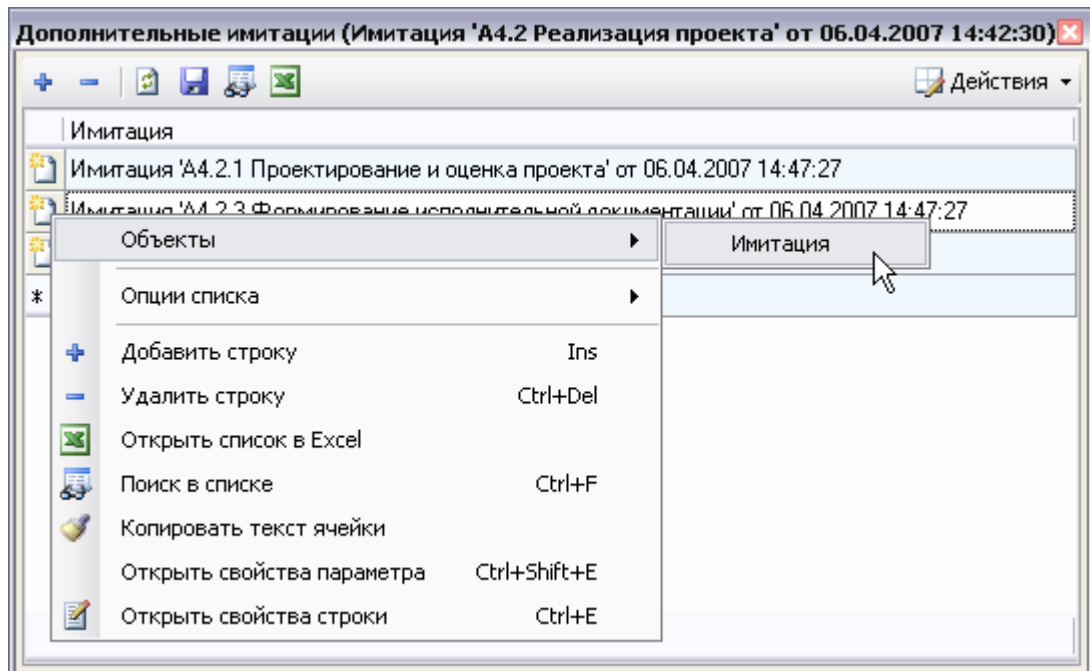 Дополнительные имитации (Имитация 'A4.2 Реализация проекта' от 06.04.2007 14:42:30)
Действия
Имитация
Имитация 'A4.2.1 Проектирование и оценка проекта' от 06.04.2007 14:47:27
Имитация 'A4.2.3 Формирование исполнительной документации' от 06.04.2007 14:47:27
Объекты
Имитация
*
Опции списка
Добавить строку Ins
Удалить строку Ctrl+Del
Открыть список в Excel
Поиск в списке Ctrl+F
Копировать текст ячейки
Открыть свойства параметра Ctrl+Shift+E
Открыть свойства строки Ctrl+E